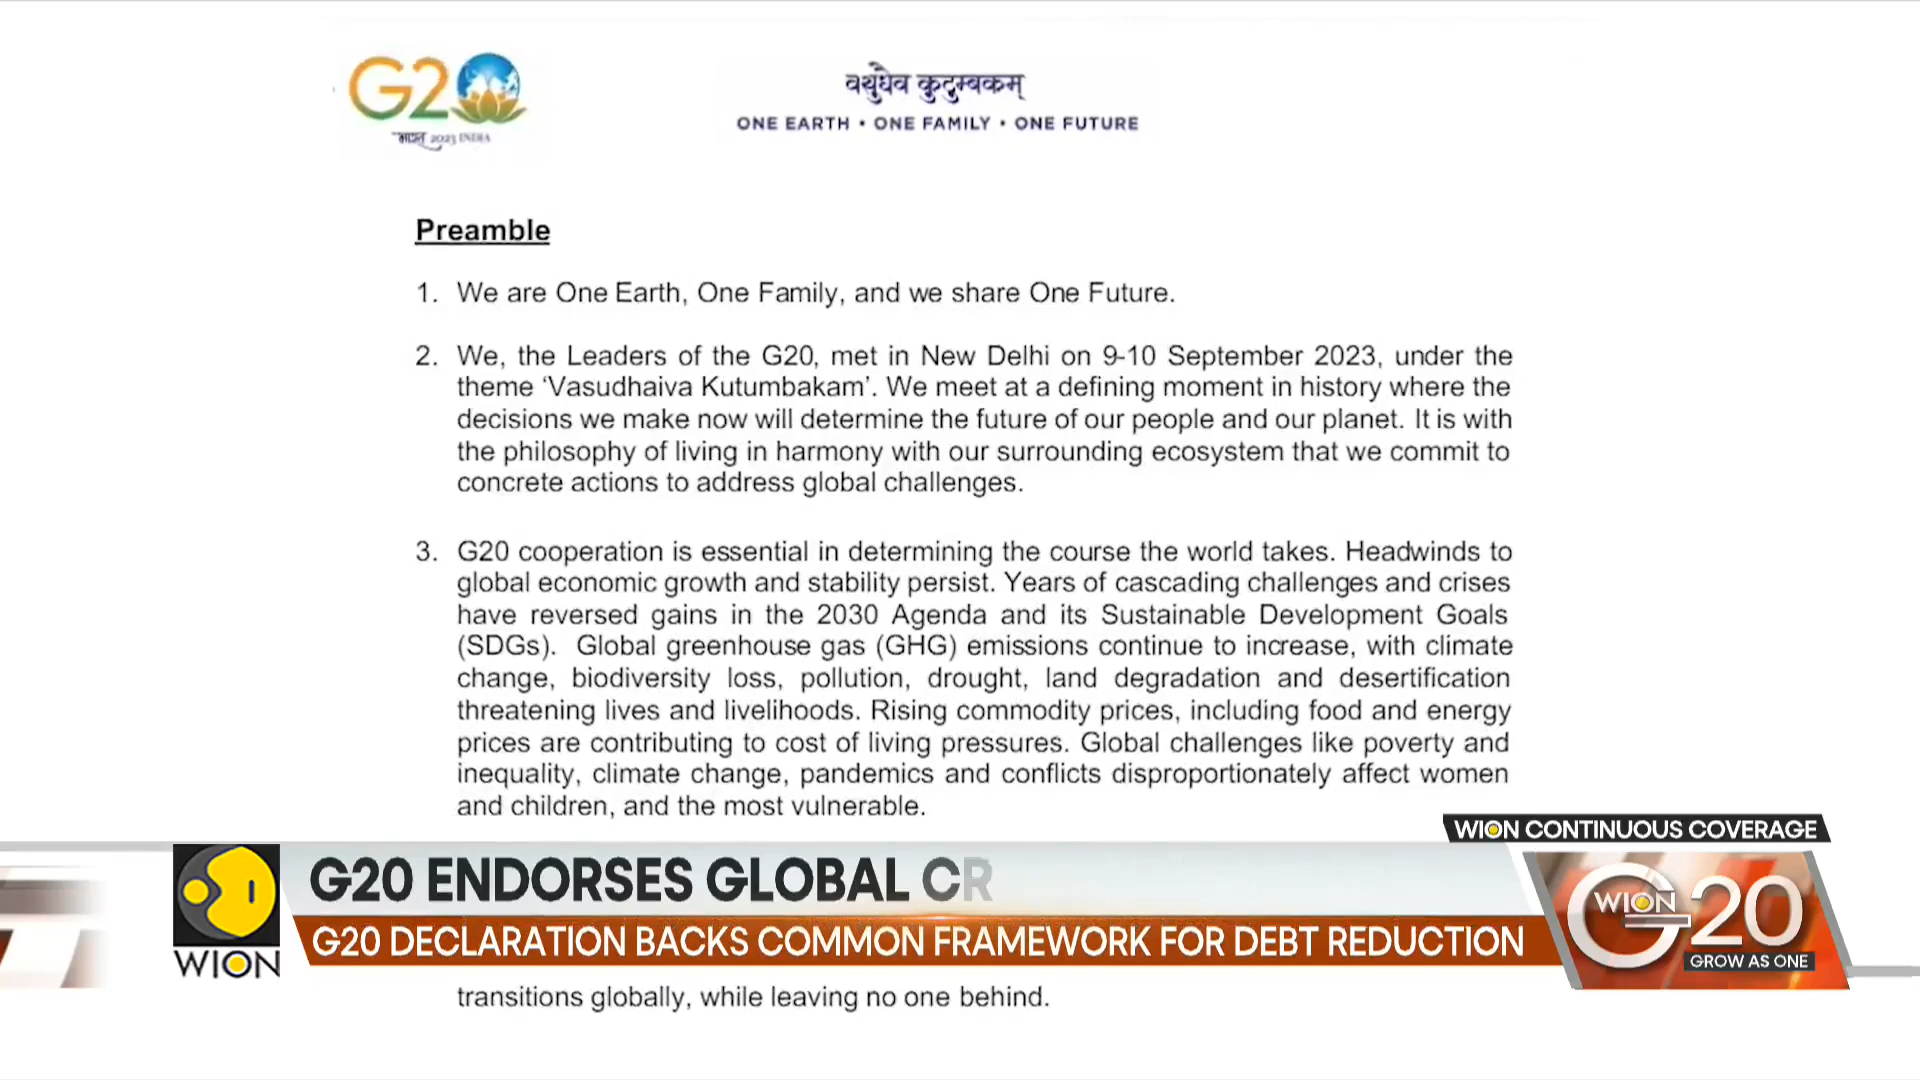 G20
भारत 2023 INDIA
वसुधैव कुटुम्बकम्
ONE EARTH • ONE FAMILY • ONE FUTURE
Preamble
1. We are One Earth, One Family, and we share One Future.
2. We, the Leaders of the G20, met in New Delhi on 9-10 September 2023, under the
theme ‘Vasudhaiva Kutumbakam’. We meet at a defining moment in history where the
decisions we make now will determine the future of our people and our planet. It is with
the philosophy of living in harmony with our surrounding ecosystem that we commit to
concrete actions to address global challenges.
3. G20 cooperation is essential in determining the course the world takes. Headwinds to
global economic growth and stability persist. Years of cascading challenges and crises
have reversed gains in the 2030 Agenda and its Sustainable Development Goals
(SDGs). Global greenhouse gas (GHG) emissions continue to increase, with climate
change, biodiversity loss, pollution, drought, land degradation and desertification
threatening lives and livelihoods. Rising commodity prices, including food and energy
prices are contributing to cost of living pressures. Global challenges like poverty and
inequality, climate change, pandemics and conflicts disproportionately affect women
and children, and the most vulnerable.
WION CONTINUOUS COVERAGE
G20 ENDORSES GLOBAL CR
G20 DECLARATION BACKS COMMON FRAMEWORK FOR DEBT REDUCTION
WION
WION
G20
GROW AS ONE
transitions globally, while leaving no one behind.